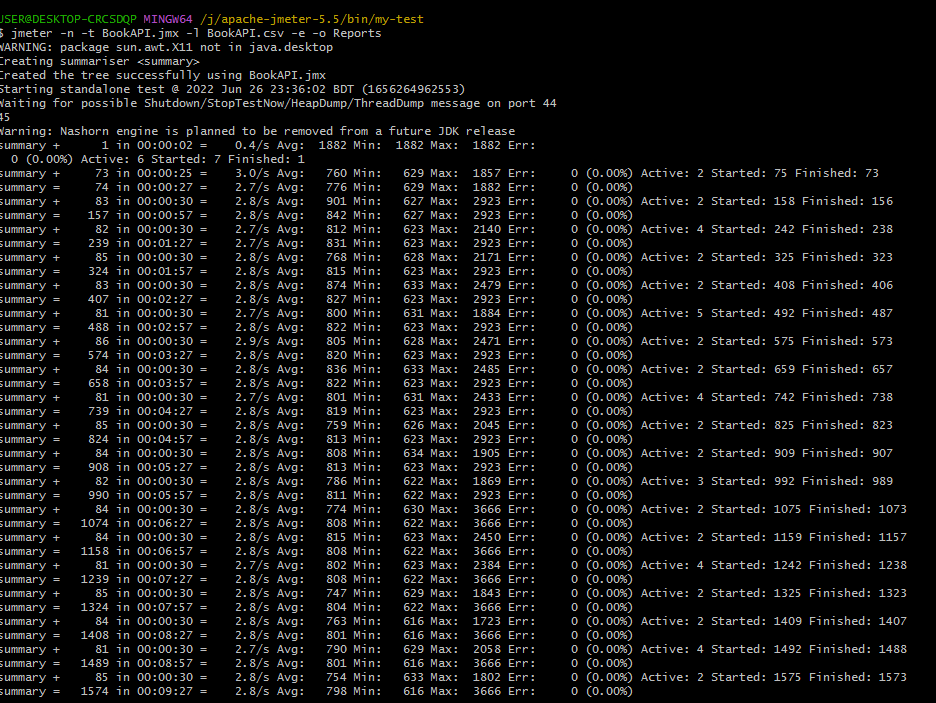 USER@DESKTOP-CRCSDQP MINGW64 /j/apache-jmeter-5.5/bin/my-test
$ jmeter -n -t BookAPI.jmx -l BookAPI.csv -e -o Reports
WARNING: package sun.awt.X11 not in java.desktop
Creating summariser <summary>
Created the tree successfully using BookAPI.jmx
Starting standalone test @ 2022 Jun 26 23:36:02 BDT (1656264962553)
Waiting for possible Shutdown/StopTestNow/HeapDump/ThreadDump message on port 44
45
Warning: Nashorn engine is planned to be removed from a future JDK release
summary +      1 in 00:00:02 =    0.4/s Avg:  1882 Min:  1882 Max:  1882 Err:
  0 (0.00%) Active: 6 Started: 7 Finished: 1
summary +     73 in 00:00:25 =    3.0/s Avg:   760 Min:   629 Max:  1857 Err:     0 (0.00%) Active: 2 Started: 75 Finished: 73
summary =     74 in 00:00:27 =    2.7/s Avg:   776 Min:   629 Max:  1882 Err:     0 (0.00%)
summary +     83 in 00:00:30 =    2.8/s Avg:   901 Min:   627 Max:  2923 Err:     0 (0.00%) Active: 2 Started: 158 Finished: 156
summary =    157 in 00:00:57 =    2.8/s Avg:   842 Min:   627 Max:  2923 Err:     0 (0.00%)
summary +     82 in 00:00:30 =    2.7/s Avg:   812 Min:   623 Max:  2140 Err:     0 (0.00%) Active: 4 Started: 242 Finished: 238
summary =    239 in 00:01:27 =    2.7/s Avg:   831 Min:   623 Max:  2923 Err:     0 (0.00%)
summary +     85 in 00:00:30 =    2.8/s Avg:   768 Min:   628 Max:  2171 Err:     0 (0.00%) Active: 2 Started: 325 Finished: 323
summary =    324 in 00:01:57 =    2.8/s Avg:   815 Min:   623 Max:  2923 Err:     0 (0.00%)
summary +     83 in 00:00:30 =    2.8/s Avg:   874 Min:   633 Max:  2479 Err:     0 (0.00%) Active: 2 Started: 408 Finished: 406
summary =    407 in 00:02:27 =    2.8/s Avg:   827 Min:   623 Max:  2923 Err:     0 (0.00%)
summary +     81 in 00:00:30 =    2.7/s Avg:   800 Min:   631 Max:  1884 Err:     0 (0.00%) Active: 5 Started: 492 Finished: 487
summary =    488 in 00:02:57 =    2.8/s Avg:   822 Min:   623 Max:  2923 Err:     0 (0.00%)
summary +     86 in 00:00:30 =    2.9/s Avg:   805 Min:   628 Max:  2471 Err:     0 (0.00%) Active: 2 Started: 575 Finished: 573
summary =    574 in 00:03:27 =    2.8/s Avg:   820 Min:   623 Max:  2923 Err:     0 (0.00%)
summary +     84 in 00:00:30 =    2.8/s Avg:   836 Min:   633 Max:  2485 Err:     0 (0.00%) Active: 2 Started: 659 Finished: 657
summary =    658 in 00:03:57 =    2.8/s Avg:   822 Min:   623 Max:  2923 Err:     0 (0.00%)
summary +     81 in 00:00:30 =    2.7/s Avg:   801 Min:   631 Max:  2433 Err:     0 (0.00%) Active: 4 Started: 742 Finished: 738
summary =    739 in 00:04:27 =    2.8/s Avg:   819 Min:   623 Max:  2923 Err:     0 (0.00%)
summary +     85 in 00:00:30 =    2.8/s Avg:   759 Min:   626 Max:  2045 Err:     0 (0.00%) Active: 2 Started: 825 Finished: 823
summary =    824 in 00:04:57 =    2.8/s Avg:   813 Min:   623 Max:  2923 Err:     0 (0.00%)
summary +     84 in 00:00:30 =    2.8/s Avg:   808 Min:   634 Max:  1905 Err:     0 (0.00%) Active: 2 Started: 909 Finished: 907
summary =    908 in 00:05:27 =    2.8/s Avg:   813 Min:   623 Max:  2923 Err:     0 (0.00%)
summary +     82 in 00:00:30 =    2.8/s Avg:   786 Min:   622 Max:  1869 Err:     0 (0.00%) Active: 3 Started: 992 Finished: 989
summary =    990 in 00:05:57 =    2.8/s Avg:   811 Min:   622 Max:  2923 Err:     0 (0.00%)
summary +     84 in 00:00:30 =    2.8/s Avg:   774 Min:   630 Max:  3666 Err:     0 (0.00%) Active: 2 Started: 1075 Finished: 1073
summary =   1074 in 00:06:27 =    2.8/s Avg:   808 Min:   622 Max:  3666 Err:     0 (0.00%)
summary +     84 in 00:00:30 =    2.8/s Avg:   815 Min:   623 Max:  2450 Err:     0 (0.00%) Active: 2 Started: 1159 Finished: 1157
summary =   1158 in 00:06:57 =    2.8/s Avg:   808 Min:   622 Max:  3666 Err:     0 (0.00%)
summary +     81 in 00:00:30 =    2.7/s Avg:   802 Min:   623 Max:  2384 Err:     0 (0.00%) Active: 4 Started: 1242 Finished: 1238
summary =   1239 in 00:07:27 =    2.8/s Avg:   808 Min:   622 Max:  3666 Err:     0 (0.00%)
summary +     85 in 00:00:30 =    2.8/s Avg:   747 Min:   629 Max:  1843 Err:     0 (0.00%) Active: 2 Started: 1325 Finished: 1323
summary =   1324 in 00:07:57 =    2.8/s Avg:   804 Min:   622 Max:  3666 Err:     0 (0.00%)
summary +     84 in 00:00:30 =    2.8/s Avg:   763 Min:   616 Max:  1723 Err:     0 (0.00%) Active: 2 Started: 1409 Finished: 1407
summary =   1408 in 00:08:27 =    2.8/s Avg:   801 Min:   616 Max:  3666 Err:     0 (0.00%)
summary +     81 in 00:00:30 =    2.7/s Avg:   790 Min:   629 Max:  2058 Err:     0 (0.00%) Active: 4 Started: 1492 Finished: 1488
summary =   1489 in 00:08:57 =    2.8/s Avg:   801 Min:   616 Max:  3666 Err:     0 (0.00%)
summary +     85 in 00:00:30 =    2.8/s Avg:   754 Min:   633 Max:  1802 Err:     0 (0.00%) Active: 2 Started: 1575 Finished: 1573
summary =   1574 in 00:09:27 =    2.8/s Avg:   798 Min:   616 Max:  3666 Err:     0 (0.00%)